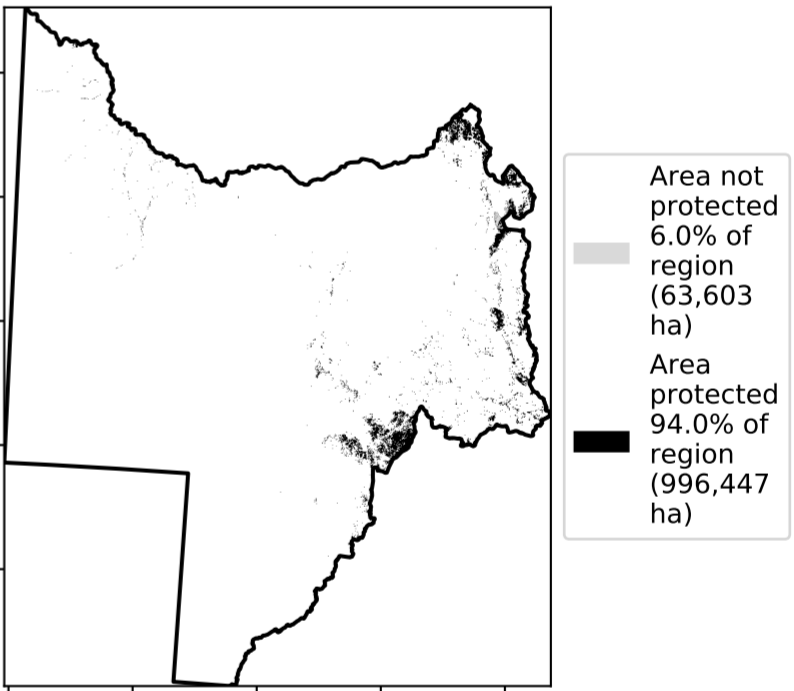 Area not
protected
6.0% of
region
(63,603
ha)
Area
protected
94.0% of
region
(996,447
ha)